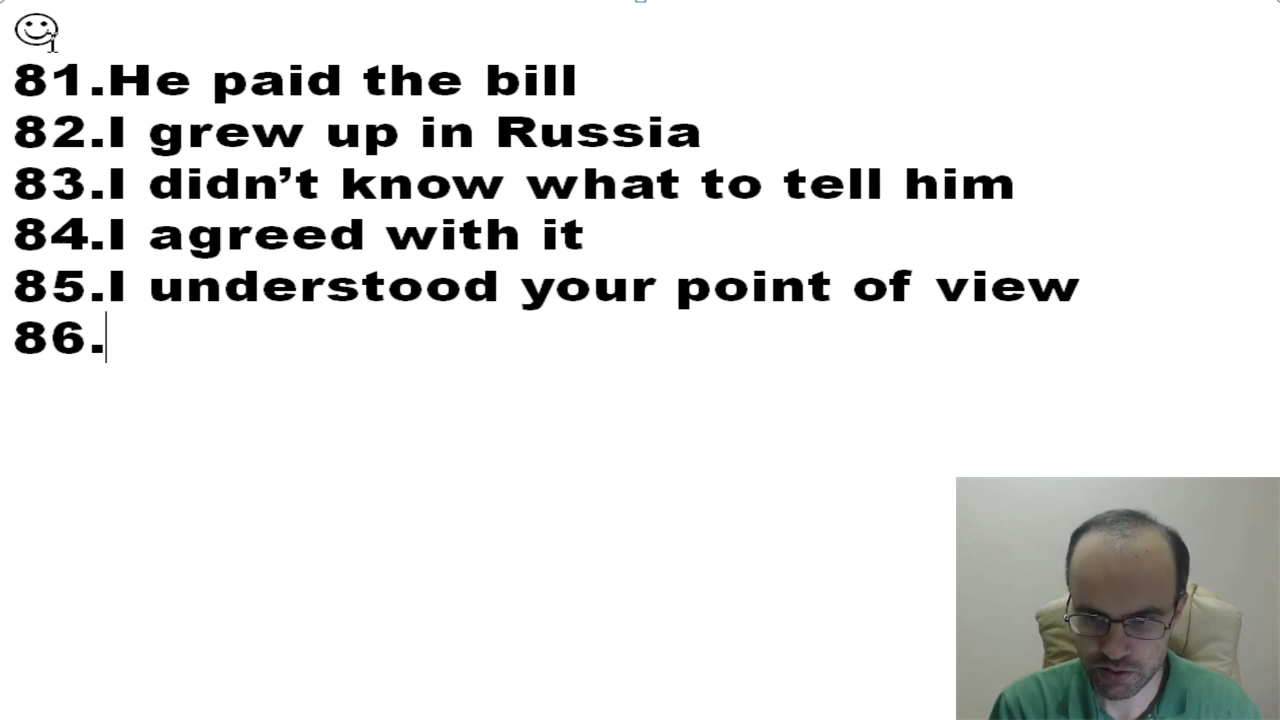 81.He paid the bill
82.I grew up in Russia
83.I didn’t know what to tell him
84.I agreed with it
85.I understood your point of view
86.